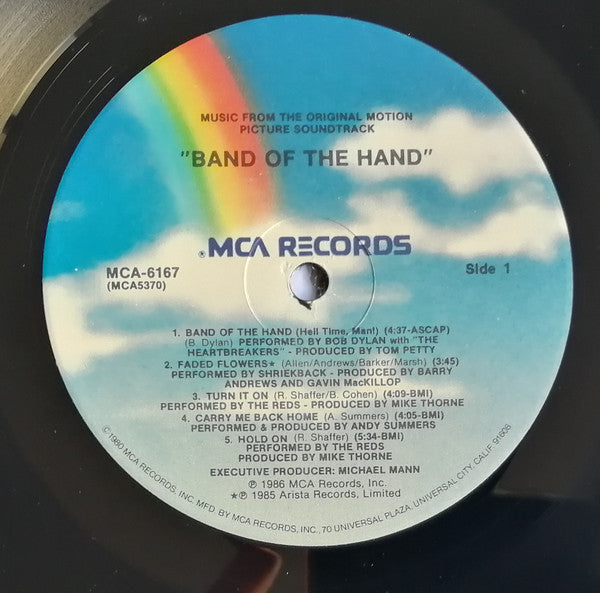 MUSIC FROM THE ORIGINAL MOTION
PICTURE SOUNDTRACK
"BAND OF THE HAND"
® MCA RECORDS
MCA-6167
(MCA5370)
Side 1
1. BAND OF THE HAND (Hell Time, Man!) (4:37-ASCAP)
(B. Dylan) PERFORMED BY BOB DYLAN with "THE
HEARTBREAKERS" - PRODUCED BY TOM PETTY
2. FADED FLOWERS★ (Allen/Andrews/Barker/Marsh) (3:45)
PERFORMED BY SHRIEKBACK - PRODUCED BY BARRY
ANDREWS AND GAVIN MacKILLOP
3. TURN IT ON (R. Shaffer/B. Cohen) (4:09-BMI)
PERFORMED BY THE REDS - PRODUCED BY MIKE THORNE
4. CARRY ME BACK HOME (A. Summers) (4:05-BMI)
PERFORMED & PRODUCED BY ANDY SUMMERS
5. HOLD ON (R. Shaffer) (5:34-BMI)
PERFORMED BY THE REDS
PRODUCED BY MIKE THORNE
EXECUTIVE PRODUCER: MICHAEL MANN
℗ 1986 MCA Records, Inc.
★℗ 1985 Arista Records, Limited
©1980 MCA RECORDS, INC. MFD. BY MCA RECORDS, INC., 70 UNIVERSAL PLAZA, UNIVERSAL CITY, CALIF. 91608